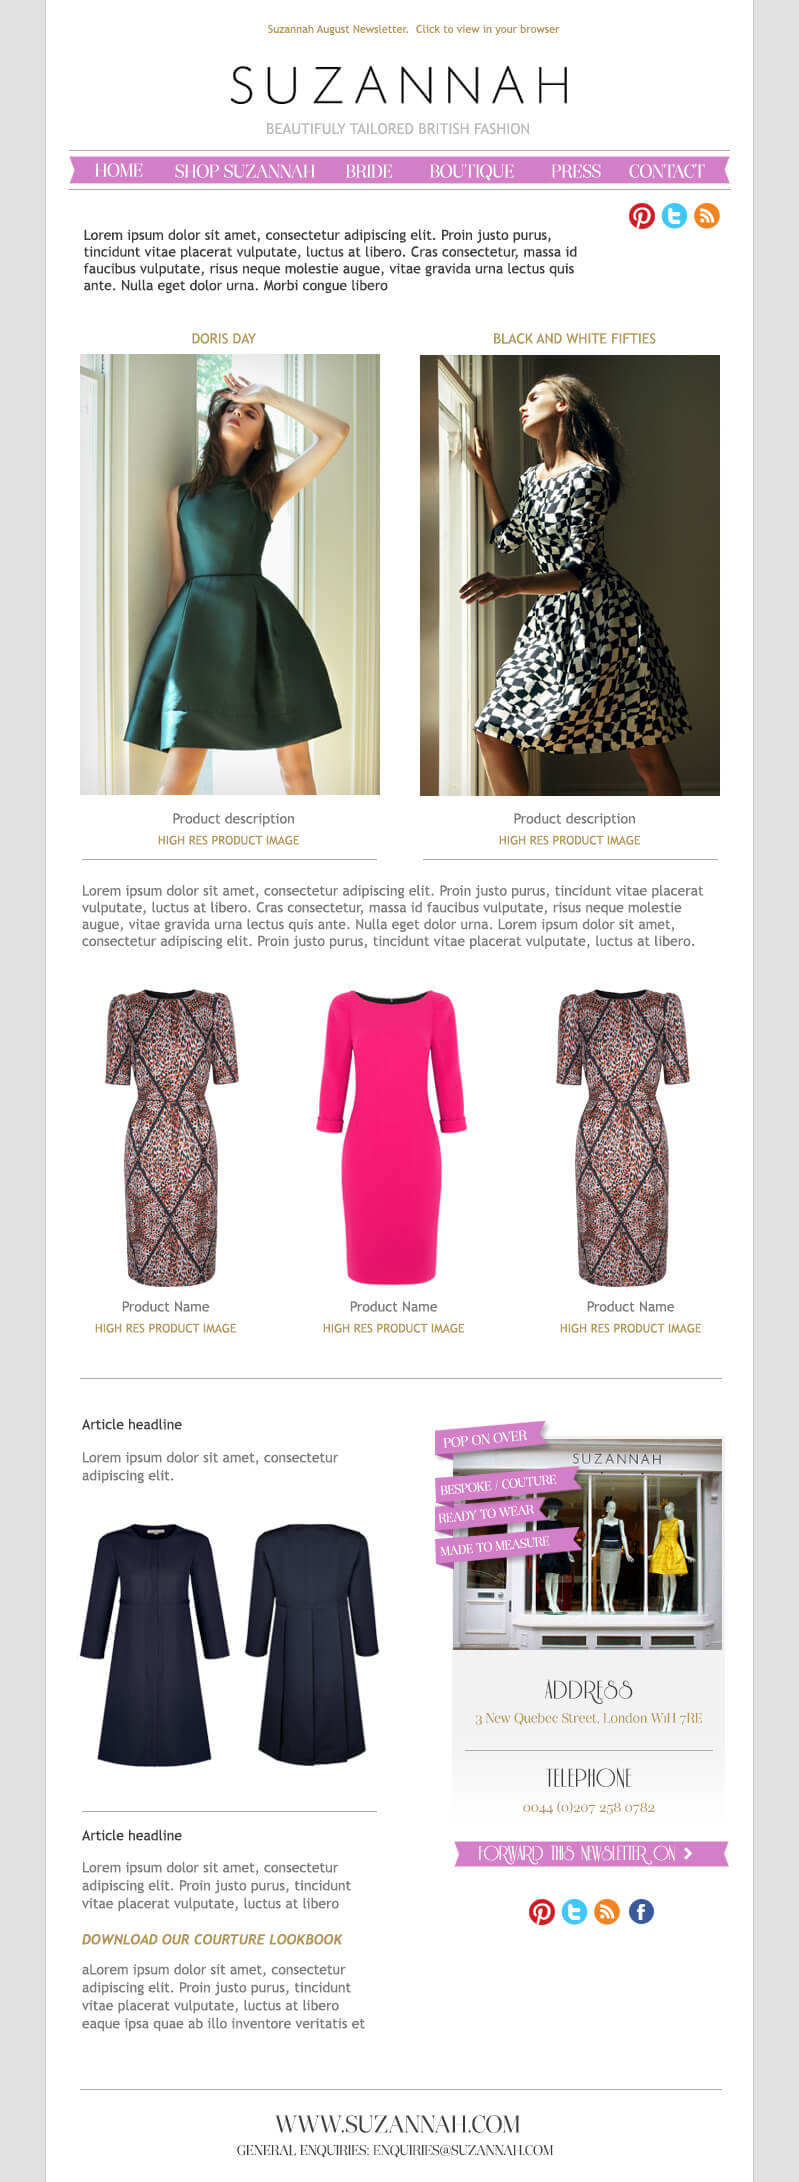 Suzannah August Newsletter.  Click to view in your browser
SUZANNAH
BEAUTIFULY TAILORED BRITISH FASHION
HOME SHOP SUZANNAH BRIDE BOUTIQUE PRESS CONTACT
Lorem ipsum dolor sit amet, consectetur adipiscing elit. Proin justo purus,
tincidunt vitae placerat vulputate, luctus at libero. Cras consectetur, massa id
faucibus vulputate, risus neque molestie augue, vitae gravida urna lectus quis
ante. Nulla eget dolor urna. Morbi congue libero
DORIS DAY
BLACK AND WHITE FIFTIES
Product description
HIGH RES PRODUCT IMAGE
Product description
HIGH RES PRODUCT IMAGE
Lorem ipsum dolor sit amet, consectetur adipiscing elit. Proin justo purus, tincidunt vitae placerat
vulputate, luctus at libero. Cras consectetur, massa id faucibus vulputate, risus neque molestie
augue, vitae gravida urna lectus quis ante. Nulla eget dolor urna. Lorem ipsum dolor sit amet,
consectetur adipiscing elit. Proin justo purus, tincidunt vitae placerat vulputate, luctus at libero.
Product Name
HIGH RES PRODUCT IMAGE
Product Name
HIGH RES PRODUCT IMAGE
Product Name
HIGH RES PRODUCT IMAGE
Article headline
Lorem ipsum dolor sit amet, consectetur
adipiscing elit.
Article headline
Lorem ipsum dolor sit amet, consectetur
adipiscing elit. Proin justo purus, tincidunt
vitae placerat vulputate, luctus at libero
DOWNLOAD OUR COURTURE LOOKBOOK
aLorem ipsum dolor sit amet, consectetur
adipiscing elit. Proin justo purus, tincidunt
vitae placerat vulputate, luctus at libero
eaque ipsa quae ab illo inventore veritatis et
POP ON OVER
SUZANNAH
BESPOKE / COUTURE
READY TO WEAR
MADE TO MEASURE
ADDRESS
3 New Quebec Street, London W1H 7RE
TELEPHONE
0044 (0)207 258 0782
FORWARD THIS NEWSLETTER ON >
WWW.SUZANNAH.COM
GENERAL ENQUIRIES: ENQUIRIES@SUZANNAH.COM